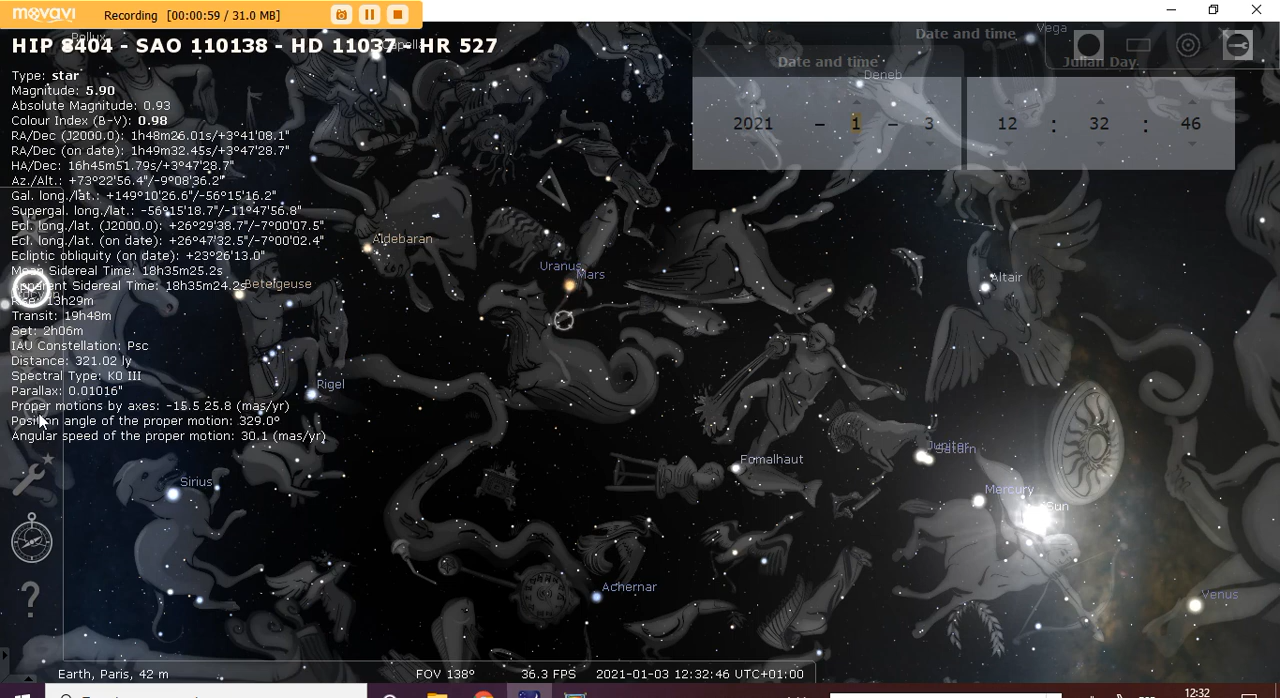 movavi
Recording [00:00:59 / 31.0 MB]
Pollux
Capella
HIP 8404 - SAO 110138 - HD 11037 - HR 527
Type: star
Magnitude: 5.90
Absolute Magnitude: 0.93
Colour Index (B-V): 0.98
RA/Dec (J2000.0): 1h48m26.01s/+3°41'08.1"
RA/Dec (on date): 1h49m32.45s/+3°47'28.7"
HA/Dec: 16h45m51.79s/+3°47'28.7"
Az./Alt.: +73°22'56.4"/-9°08'36.2"
Gal. long./lat.: +149°10'26.6"/-56°15'16.2"
Supergal. long./lat.: -56°15'18.7"/-11°47'56.8"
Ecl. long./lat. (J2000.0): +26°29'38.7"/-7°00'07.5"
Ecl. long./lat. (on date): +26°47'32.5"/-7°00'02.4"
Ecliptic obliquity (on date): +23°26'13.0"
Mean Sidereal Time: 18h35m25.2s
Apparent Sidereal Time: 18h35m24.2s
Rise: 13h29m
Transit: 19h48m
Set: 2h06m
IAU Constellation: Psc
Distance: 321.02 ly
Spectral Type: K0 III
Parallax: 0.01016"
Proper motions by axes: -15.5 25.8 (mas/yr)
Position angle of the proper motion: 329.0°
Angular speed of the proper motion: 30.1 (mas/yr)
Vega
Date and time
Date and time
Julian Day
Deneb
2021 - 1 - 3
12 : 32 : 46
Aldebaran
Uranus
Mars
Betelgeuse
Altair
Rigel
Jupiter
Saturn
Fomalhaut
Sirius
Mercury
Sun
Achernar
Venus
Earth, Paris, 42 m
FOV 138°
36.3 FPS
2021-01-03 12:32:46 UTC+01:00
12:32